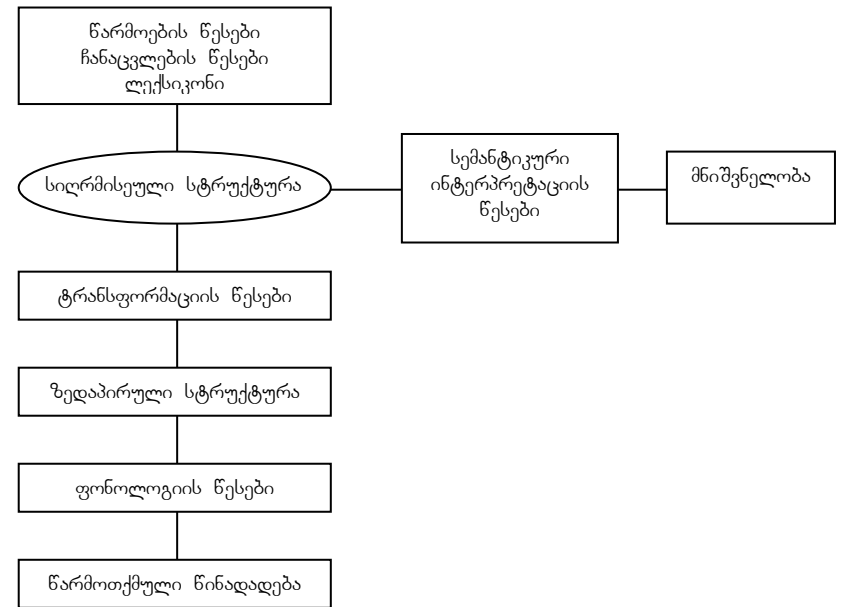 წარმოების წესები
ჩანაცვლების წესები
ლექსიკონი
სიღრმისეული სტრუქტურა
სემანტიკური
ინტერპრეტაციის
წესები
მნიშვნელობა
ტრანსფორმაციის წესები
ზედაპირული სტრუქტურა
ფონოლოგიის წესები
წარმოთქმული წინადადება